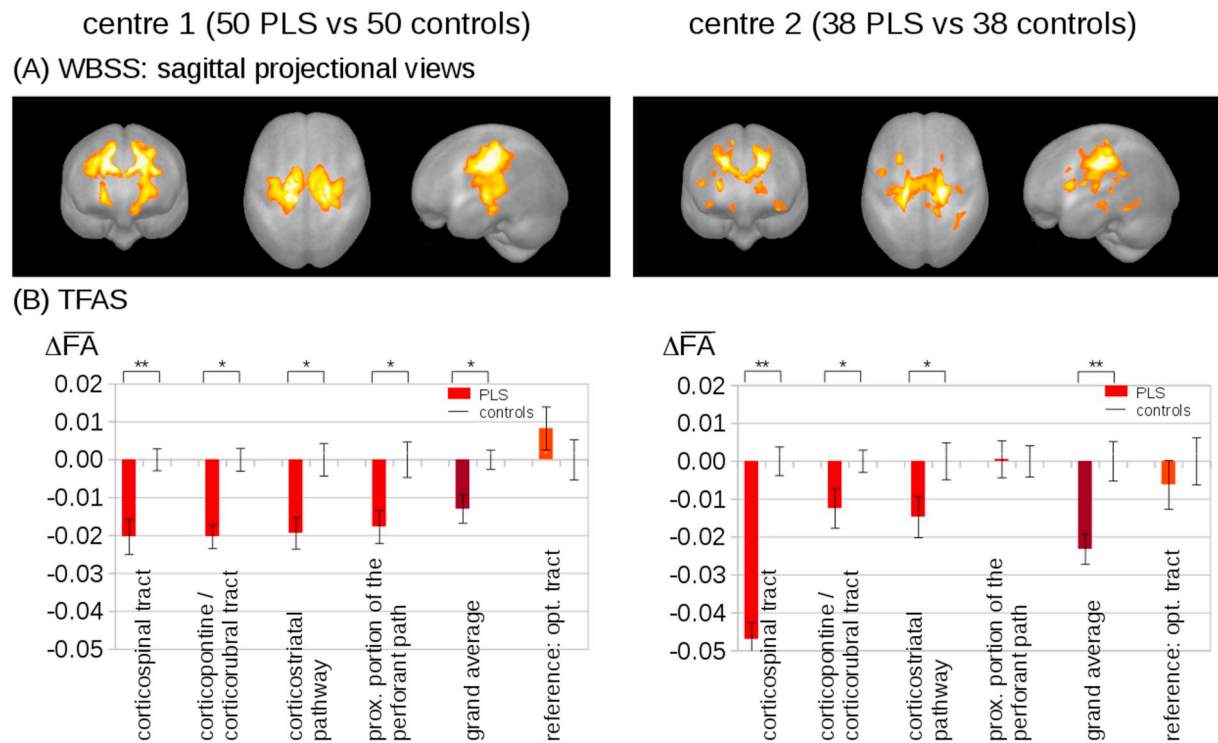 centre 1 (50 PLS vs 50 controls)
centre 2 (38 PLS vs 38 controls)
(A) WBSS: sagittal projectional views
(B) TFAS
ΔF̅A̅
** * * * *
PLS
controls
0.02
0.01
0.00
-0.01
-0.02
-0.03
-0.04
-0.05
corticospinal tract
corticopontine /
corticorubral tract
corticostriatal
pathway
prox. portion of the
perforant path
grand average
reference: opt. tract
ΔF̅A̅
** * * **
PLS
controls
0.02
0.01
0.00
-0.01
-0.02
-0.03
-0.04
-0.05
corticospinal tract
corticopontine /
corticorubral tract
corticostriatal
pathway
prox. portion of the
perforant path
grand average
reference: opt. tract